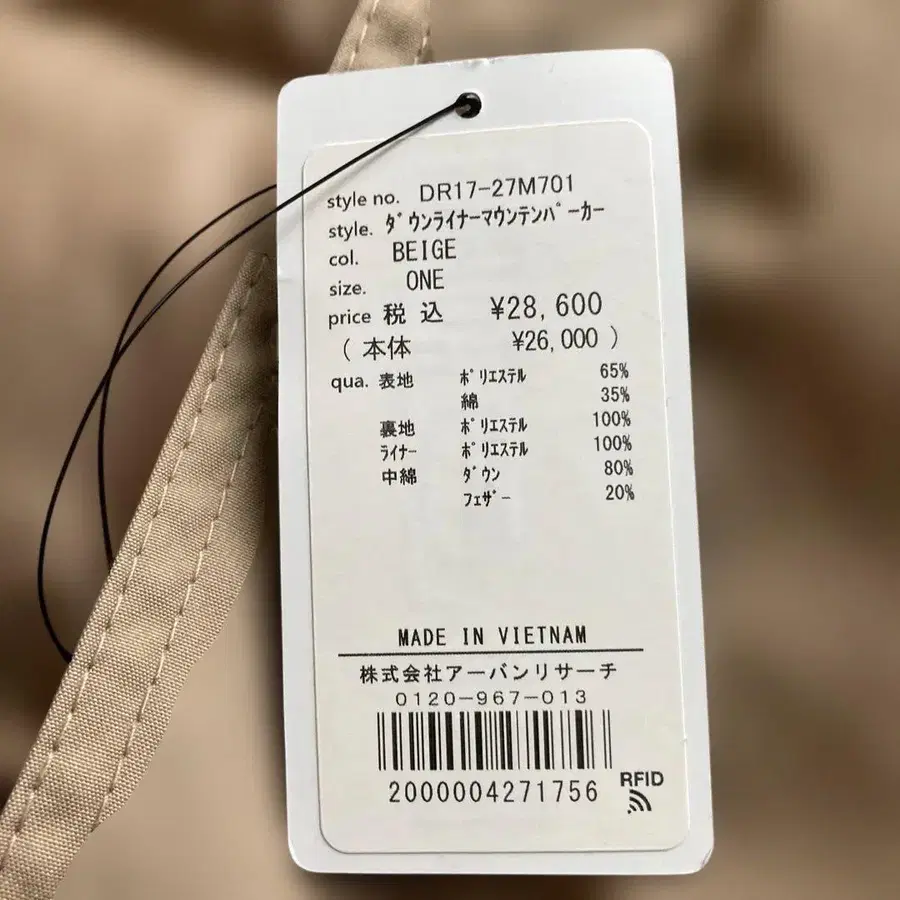 style no. DR17-27M701
style. ﾀﾞｳﾝﾗｲﾅｰﾏｳﾝﾃﾝﾊﾟｰｶｰ
col. BEIGE
size. ONE
price 税込 ¥28,600
( 本体 ¥26,000 )
qua. 表地 ﾎﾟﾘｴｽﾃﾙ 65%
綿 35%
裏地 ﾎﾟﾘｴｽﾃﾙ 100%
ﾗｲﾅｰ ﾎﾟﾘｴｽﾃﾙ 100%
中綿 ﾀﾞｳﾝ 80%
ﾌｪｻﾞｰ 20%
MADE IN VIETNAM
株式会社アーバンリサーチ
0120-967-013
2000004271756
RFID